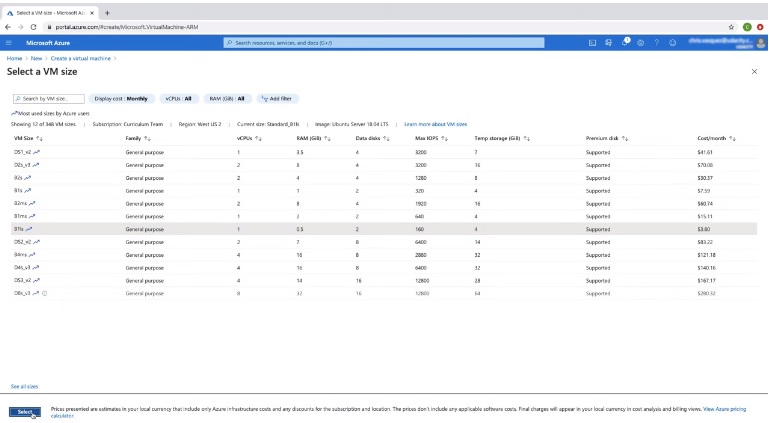 Select a VM size - Microsoft Az
portal.azure.com/#create/Microsoft.VirtualMachine-ARM
Microsoft Azure
Search resources, services, and docs (G+/)
Home > New > Create a virtual machine >
Select a VM size
Search by VM size...
Display cost : Monthly
vCPUs : All
RAM (GiB) : All
Add filter
Most used sizes by Azure users
Showing 12 of 348 VM sizes. | Subscription: Curriculum Team | Region: West US 2 | Current size: Standard_B1ls | Image: Ubuntu Server 18.04 LTS | Learn more about VM sizes
VM Size Family vCPUs RAM (GiB) Data disks Max IOPS Temp storage (GiB) Premium disk Cost/month
DS1_v2 General purpose 1 3.5 4 3200 7 Supported $41.61
D2s_v3 General purpose 2 8 4 3200 16 Supported $70.08
B2s General purpose 2 4 4 1280 8 Supported $30.37
B1s General purpose 1 1 2 320 4 Supported $7.59
B2ms General purpose 2 8 4 1920 16 Supported $60.74
B1ms General purpose 1 2 2 640 4 Supported $15.11
B1ls General purpose 1 0.5 2 160 4 Supported $3.80
DS2_v2 General purpose 2 7 8 6400 14 Supported $83.22
B4ms General purpose 4 16 8 2880 32 Supported $121.18
D4s_v3 General purpose 4 16 8 6400 32 Supported $140.16
DS3_v2 General purpose 4 14 16 12800 28 Supported $167.17
D8s_v3 General purpose 8 32 16 12800 64 Supported $280.32
See all sizes
Select
Prices presented are estimates in your local currency that include only Azure infrastructure costs and any discounts for the subscription and location. The prices don't include any applicable software costs. Final charges will appear in your local currency in cost analysis and billing views. View Azure pricing
calculator